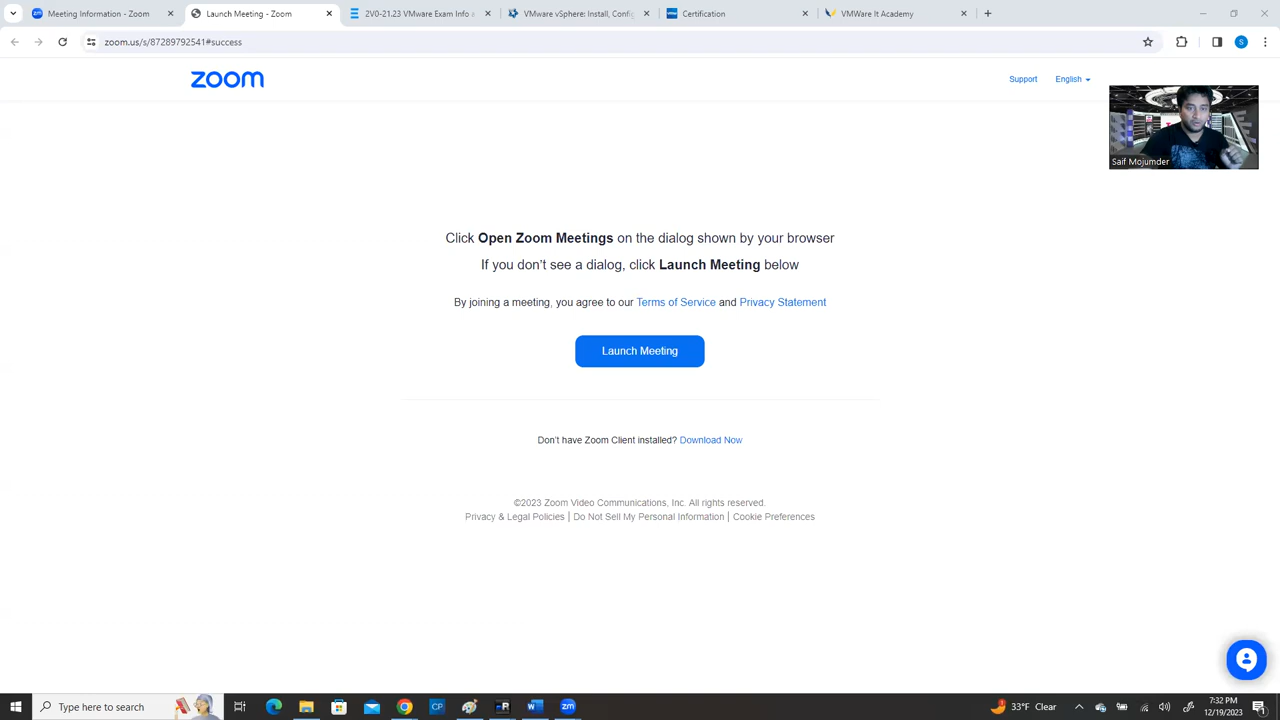 Meeting Information - Zoom
Launch Meeting - Zoom
2V0-21.23 VMware Exam Info a
VMware vSphere: Install, Config
Certification
VMWare It Academy
zoom.us/s/87289792541#success
S
zoom
Support
English
Saif Mojumder
Click Open Zoom Meetings on the dialog shown by your browser
If you don't see a dialog, click Launch Meeting below
By joining a meeting, you agree to our Terms of Service and Privacy Statement
Launch Meeting
Don't have Zoom Client installed? Download Now
©2023 Zoom Video Communications, Inc. All rights reserved.
Privacy & Legal Policies | Do Not Sell My Personal Information | Cookie Preferences
Type here to search
CP
zm
33°F Clear
7:32 PM
12/19/2023